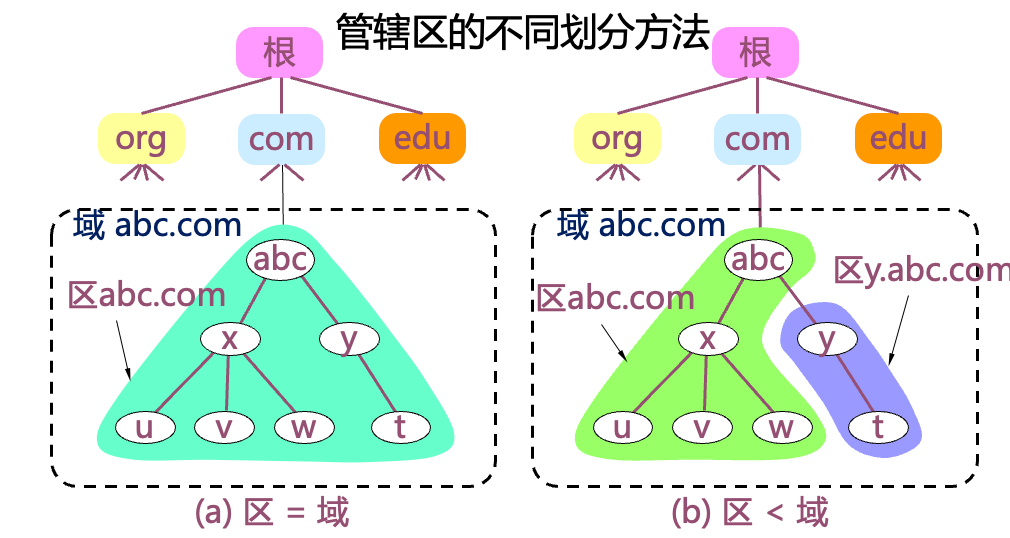 管辖区的不同划分方法
根
org
com
edu
域 abc.com
abc
区abc.com
x
y
u
v
w
t
(a) 区 = 域
根
org
com
edu
域 abc.com
abc
区y.abc.com
区abc.com
x
y
u
v
w
t
(b) 区 < 域